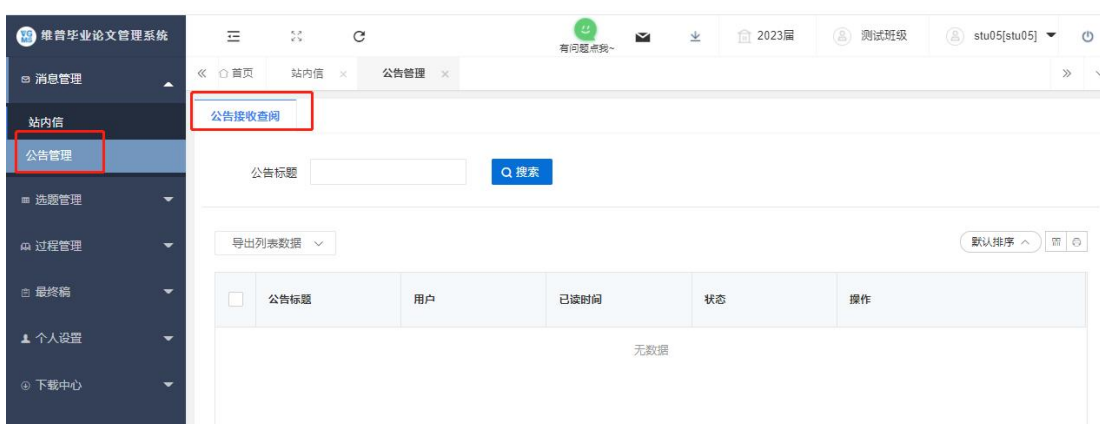 维普毕业论文管理系统
有问题点我~
2023届
测试班级
stu05[stu05]
消息管理
首页
站内信
公告管理
站内信
公告管理
选题管理
过程管理
最终稿
个人设置
下载中心
公告接收查阅
公告标题
搜索
导出列表数据
默认排序
公告标题 用户 已读时间 状态 操作
无数据